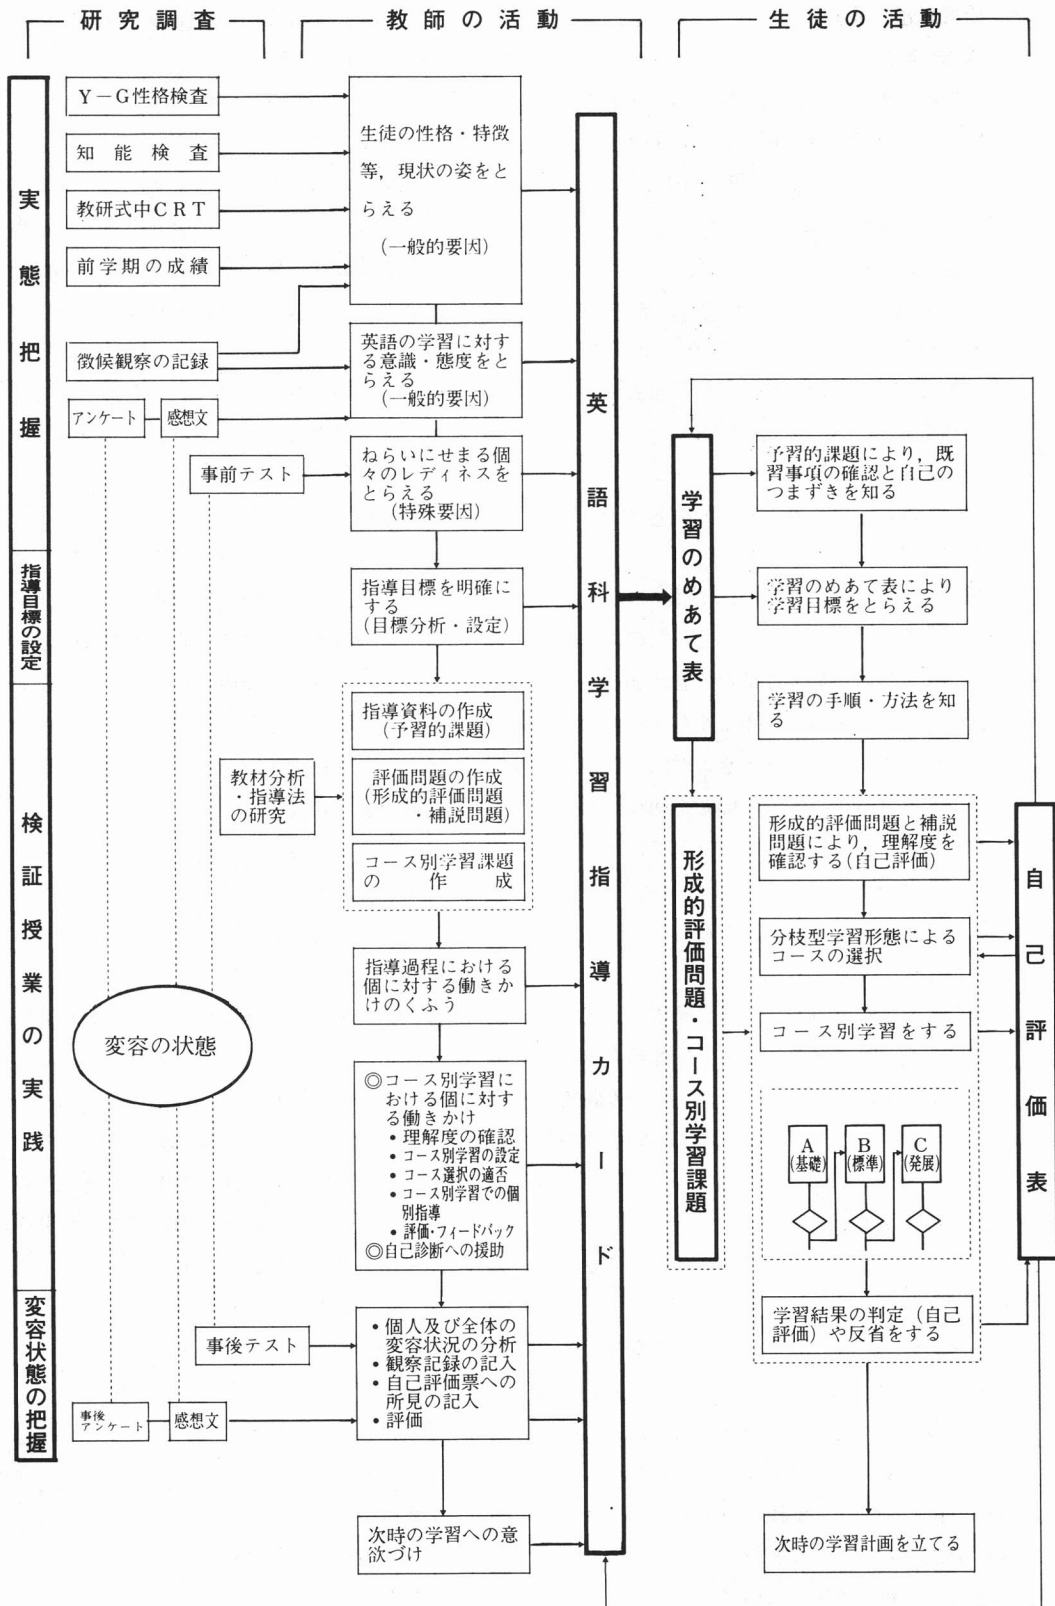 研究調査
教師の活動
生徒の活動
実態把握
指導目標の設定
検証授業の実践
変容状態の把握
Y－G性格検査
知能検査
教研式中CRT
前学期の成績
徴候観察の記録
アンケート
感想文
事前テスト
教材分析
・指導法
の研究
変容の状態
事後テスト
事後
アンケート
感想文
生徒の性格・特徴
等，現状の姿をと
らえる
(一般的要因)
英語の学習に対す
る意識・態度をと
らえる
(一般的要因)
ねらいにせまる個
々のレディネスを
とらえる
(特殊要因)
指導目標を明確に
する
(目標分析・設定)
指導資料の作成
(予習的課題)
評価問題の作成
(形成的評価問題
・補説問題)
コース別学習課題
の作成
指導過程における
個に対する働きか
けのくふう
◎コース別学習に
おける個に対す
る働きかけ
•理解度の確認
•コース別学習の設定
•コース選択の適否
•コース別学習での個
別指導
•評価・フィードバック
◎自己診断への援助
•個人及び全体の
変容状況の分析
•観察記録の記入
•自己評価票への
所見の記入
•評価
次時の学習への意
欲づけ
英語科学習指導カード
学習のめあて表
形成的評価問題・コース別学習課題
予習的課題により，既
習事項の確認と自己の
つまずきを知る
学習のめあて表により
学習目標をとらえる
学習の手順・方法を知
る
形成的評価問題と補説
問題により，理解度を
確認する(自己評価)
分枝型学習形態による
コースの選択
コース別学習をする
A
(基礎)
B
(標準)
C
(発展)
学習結果の判定（自己
評価）や反省をする
次時の学習計画を立てる
自己評価表